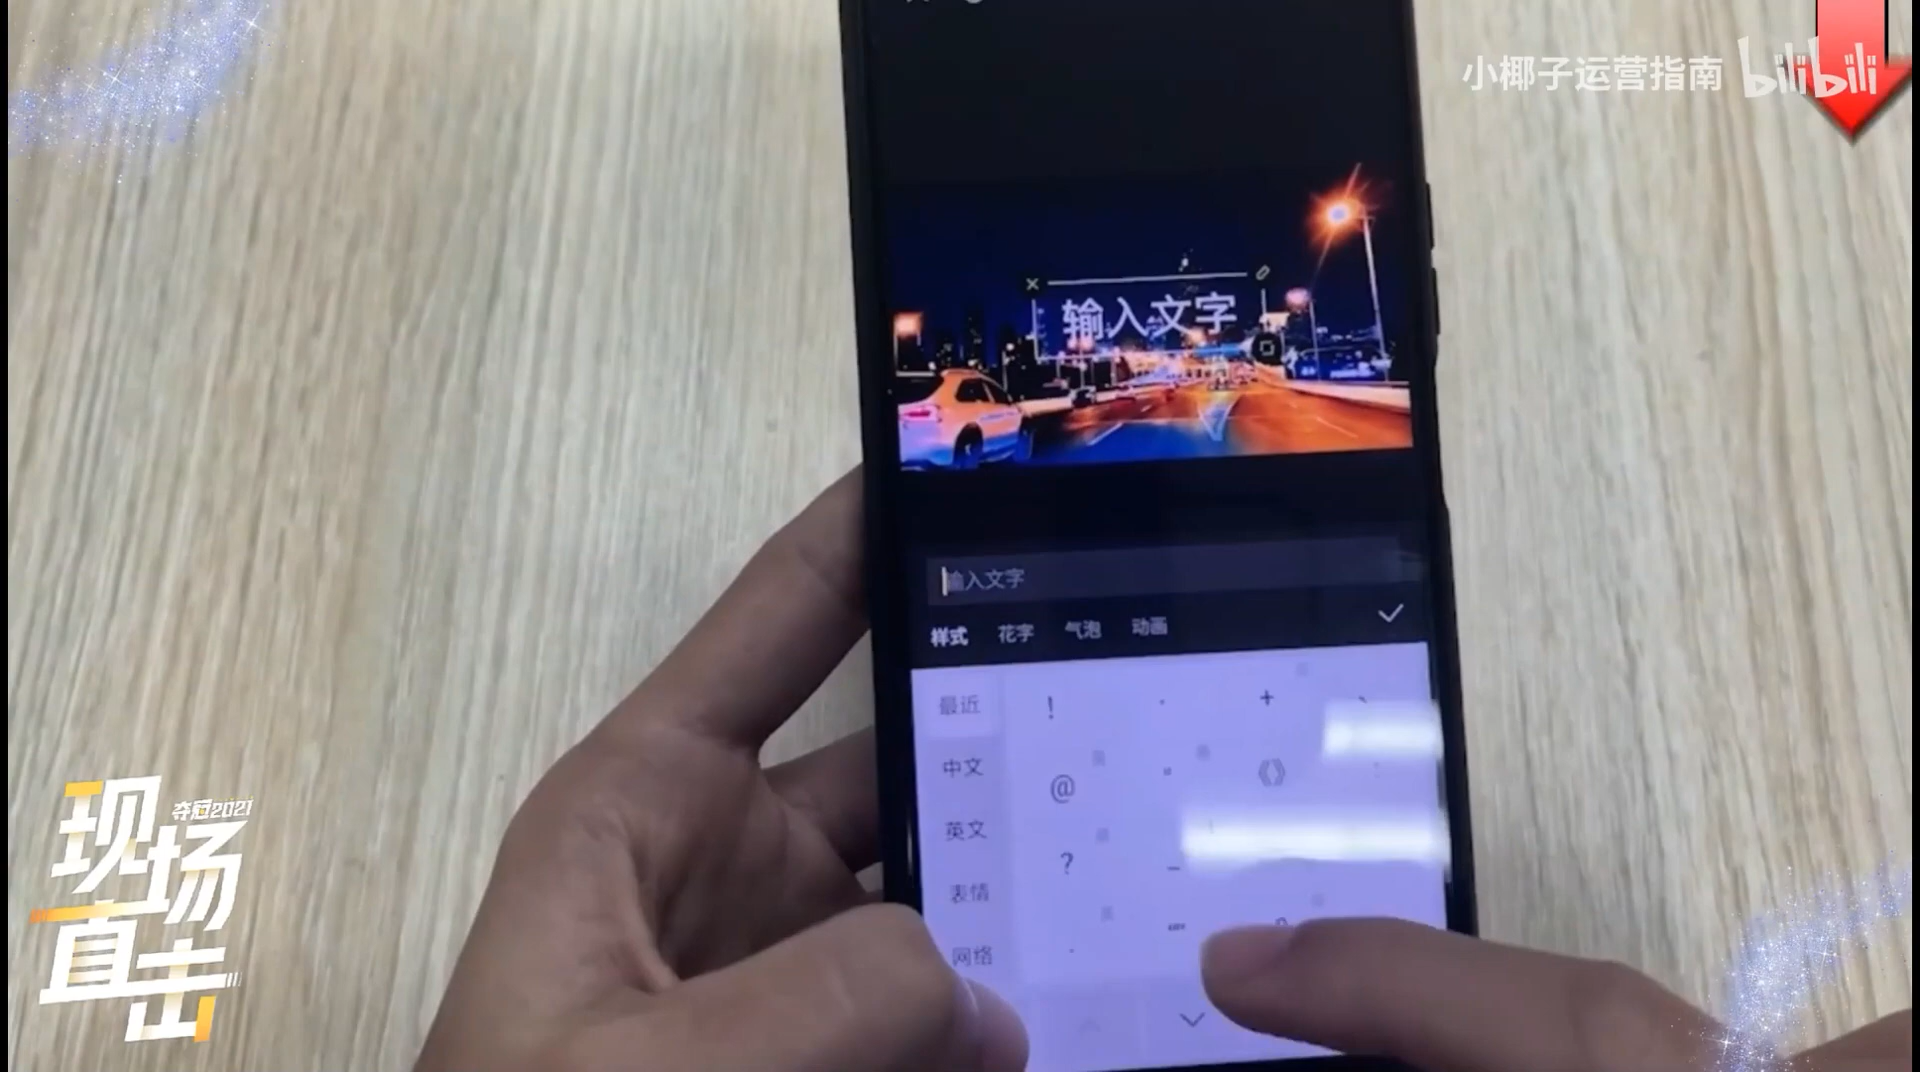 小椰子运营指南 bilibili
输入文字
输入文字
样式 花字 气泡 动画
最近
中文
英文
表情
网络
! +
@ 《》
?
夺冠2021
现场
直击